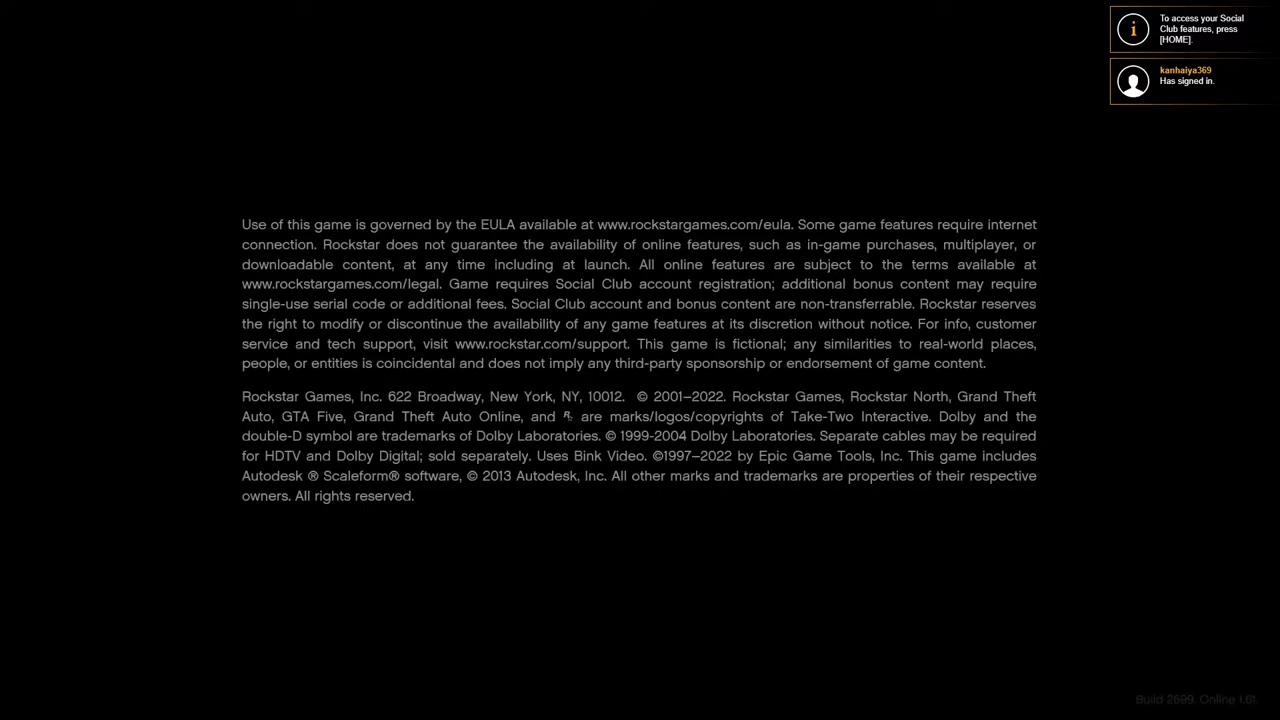 To access your Social
Club features, press
[HOME].
kanhaiya369
Has signed in.
Use of this game is governed by the EULA available at www.rockstargames.com/eula. Some game features require internet
connection. Rockstar does not guarantee the availability of online features, such as in-game purchases, multiplayer, or
downloadable content, at any time including at launch. All online features are subject to the terms available at
www.rockstargames.com/legal. Game requires Social Club account registration; additional bonus content may require
single-use serial code or additional fees. Social Club account and bonus content are non-transferrable. Rockstar reserves
the right to modify or discontinue the availability of any game features at its discretion without notice. For info, customer
service and tech support, visit www.rockstar.com/support. This game is fictional; any similarities to real-world places,
people, or entities is coincidental and does not imply any third-party sponsorship or endorsement of game content.
Rockstar Games, Inc. 622 Broadway, New York, NY, 10012. © 2001–2022. Rockstar Games, Rockstar North, Grand Theft
Auto, GTA Five, Grand Theft Auto Online, and R* are marks/logos/copyrights of Take-Two Interactive. Dolby and the
double-D symbol are trademarks of Dolby Laboratories. © 1999-2004 Dolby Laboratories. Separate cables may be required
for HDTV and Dolby Digital; sold separately. Uses Bink Video. ©1997–2022 by Epic Game Tools, Inc. This game includes
Autodesk ® Scaleform® software, © 2013 Autodesk, Inc. All other marks and trademarks are properties of their respective
owners. All rights reserved.
Build 2699, Online 1.61.